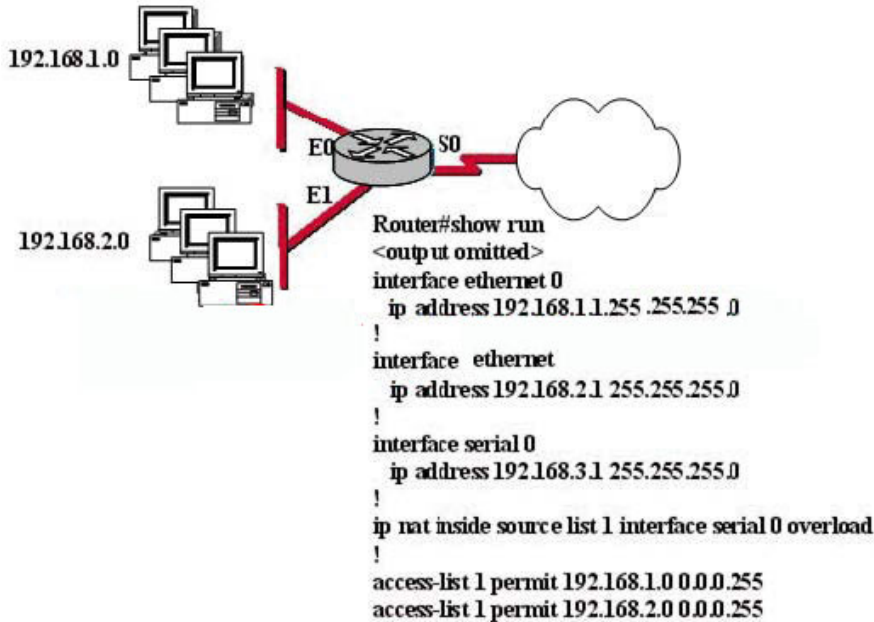 192.168.1.0
E0
S0
E1
192.168.2.0
Router#show run
<output omitted>
interface ethernet 0
ip address 192.168.1.1.255 .255.255 .0
!
interface ethernet
ip address 192.168.2.1 255.255.255.0
!
interface serial 0
ip address 192.168.3.1 255.255.255.0
!
ip nat inside source list 1 interface serial 0 overload
!
access-list 1 permit 192.168.1.0 0.0.0.255
access-list 1 permit 192.168.2.0 0.0.0.255